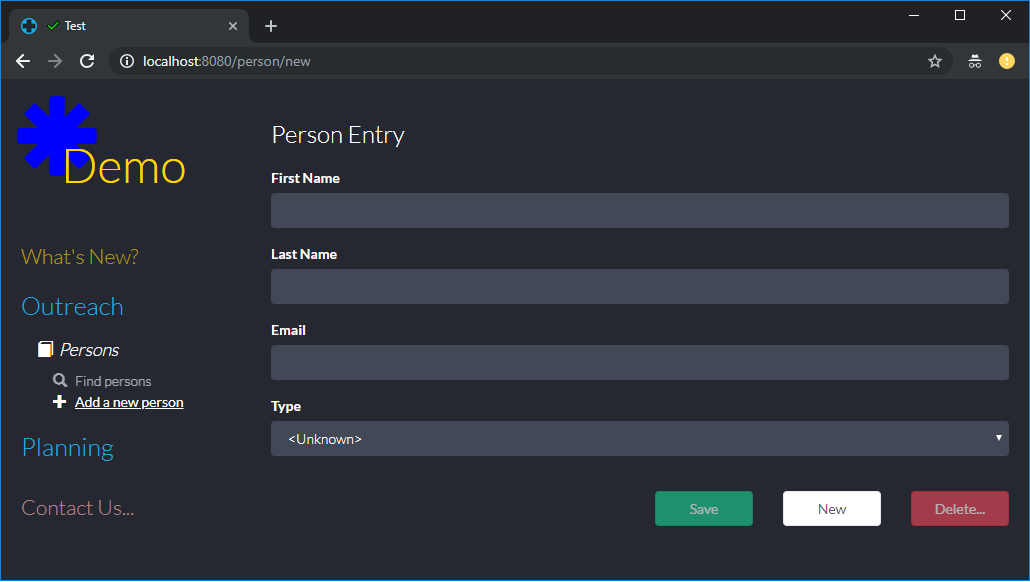 Test
localhost:8080/person/new
Demo
What's New?
Outreach
Persons
Find persons
Add a new person
Planning
Contact Us...
Person Entry
First Name
Last Name
Email
Type
<Unknown>
Save
New
Delete...